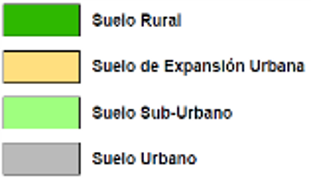 Suelo Rural
Suelo de Expansión Urbana
Suelo Sub-Urbano
Suelo Urbano